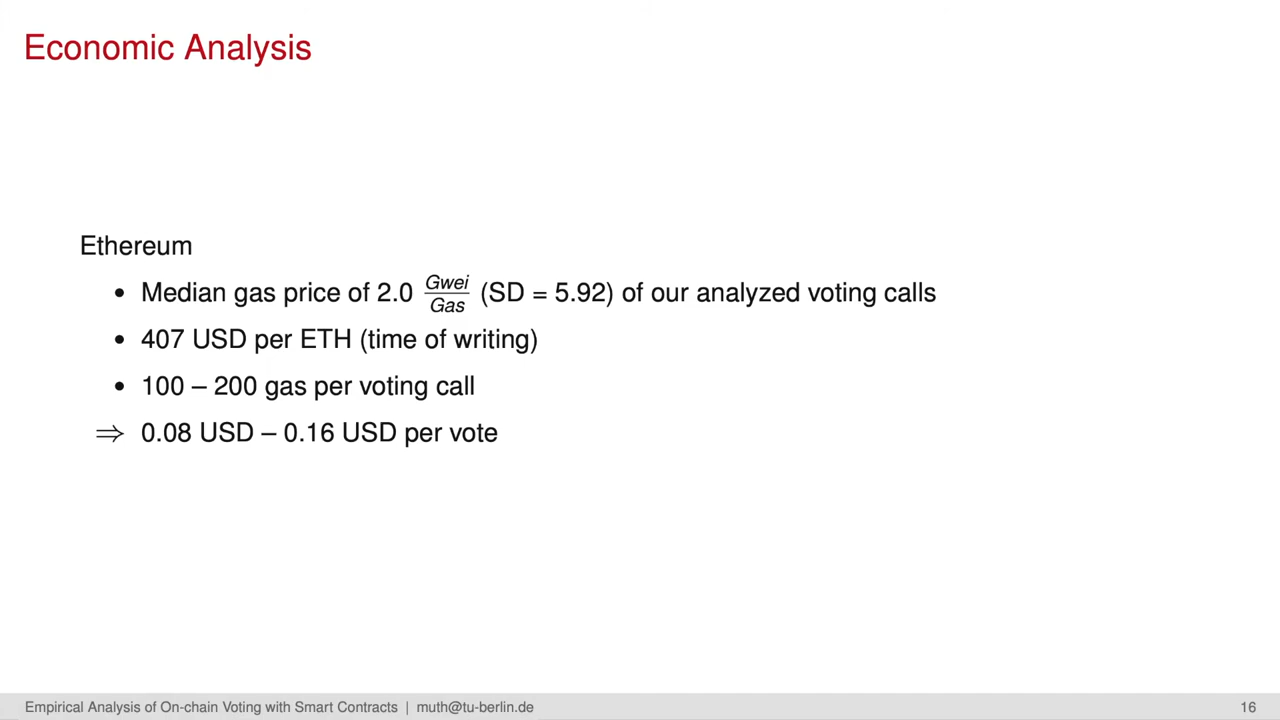 Economic Analysis
Ethereum
• Median gas price of 2.0 Gwei/Gas (SD = 5.92) of our analyzed voting calls
• 407 USD per ETH (time of writing)
• 100 – 200 gas per voting call
⇒ 0.08 USD – 0.16 USD per vote
Empirical Analysis of On-chain Voting with Smart Contracts | muth@tu-berlin.de 16